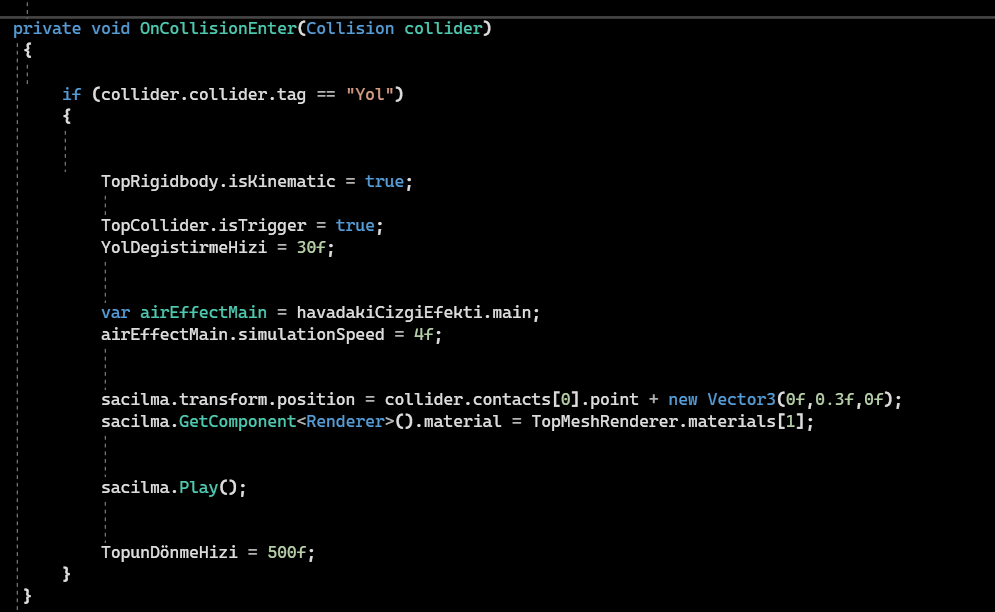 private void OnCollisionEnter(Collision collider)
{
if (collider.collider.tag == "Yol")
{
TopRigidbody.isKinematic = true;
TopCollider.isTrigger = true;
YolDegistirmeHizi = 30f;
var airEffectMain = havadakiCizgiEfekti.main;
airEffectMain.simulationSpeed = 4f;
sacilma.transform.position = collider.contacts[0].point + new Vector3(0f,0.3f,0f);
sacilma.GetComponent<Renderer>().material = TopMeshRenderer.materials[1];
sacilma.Play();
TopunDönmeHizi = 500f;
}
}